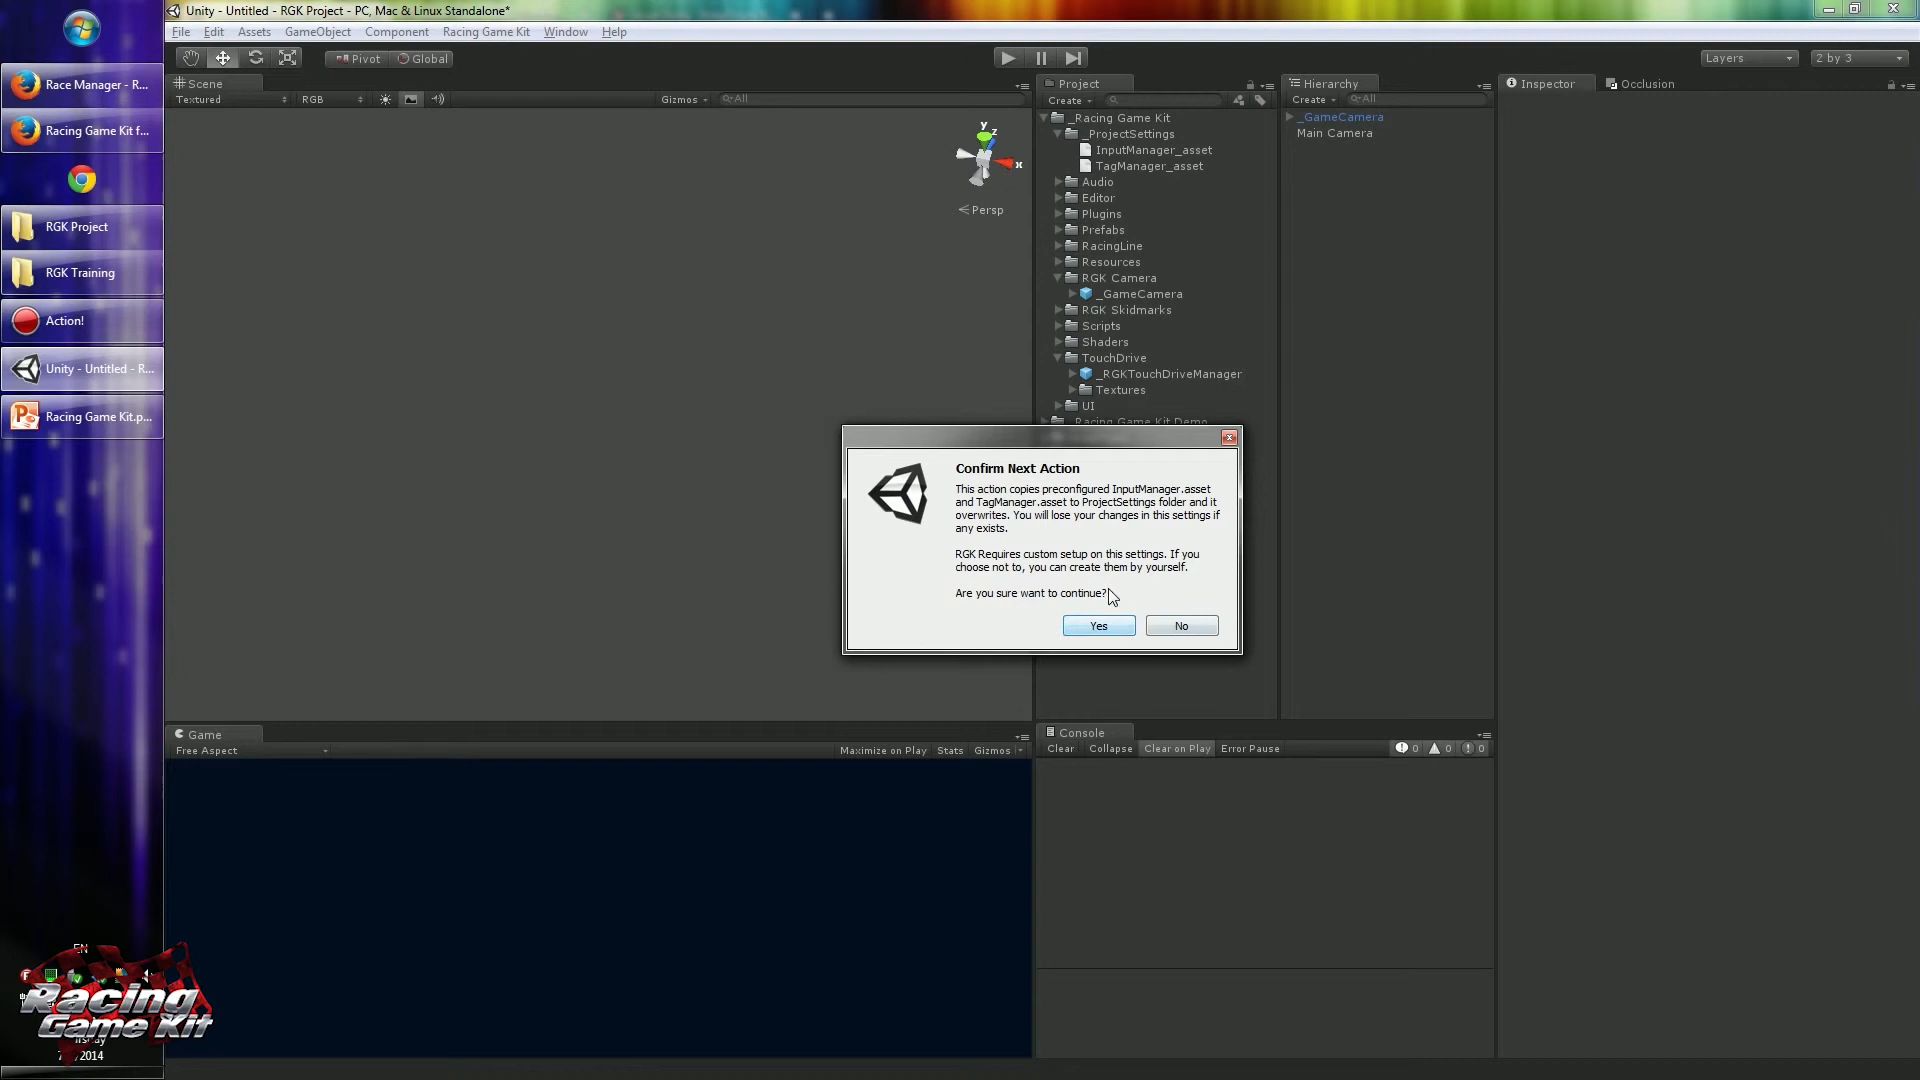 Unity - Untitled - RGK Project - PC, Mac & Linux Standalone*
File Edit Assets GameObject Component Racing Game Kit Window Help
Pivot Global
Layers
2 by 3
Race Manager - R...
Racing Game Kit f...
RGK Project
RGK Training
Action!
Unity - Untitled - R...
Racing Game Kit.p...
EN
Racing
Game Kit
Scene
Textured RGB Gizmos All
y
z
x
Persp
Project
Create
_Racing Game Kit
_ProjectSettings
InputManager_asset
TagManager_asset
Audio
Editor
Plugins
Prefabs
RacingLine
Resources
RGK Camera
_GameCamera
RGK Skidmarks
Scripts
Shaders
TouchDrive
_RGKTouchDriveManager
Textures
UI
_Racing Game Kit Demo
Hierarchy
Create All
_GameCamera
Main Camera
Inspector Occlusion
Confirm Next Action
This action copies preconfigured InputManager.asset
and TagManager.asset to ProjectSettings folder and it
overwrites. You will lose your changes in this settings if
any exists.
RGK Requires custom setup on this settings. If you
choose not to, you can create them by yourself.
Are you sure want to continue?
Yes No
Game
Free Aspect Maximize on Play Stats Gizmos
Console
Clear Collapse Clear on Play Error Pause 0 0 0